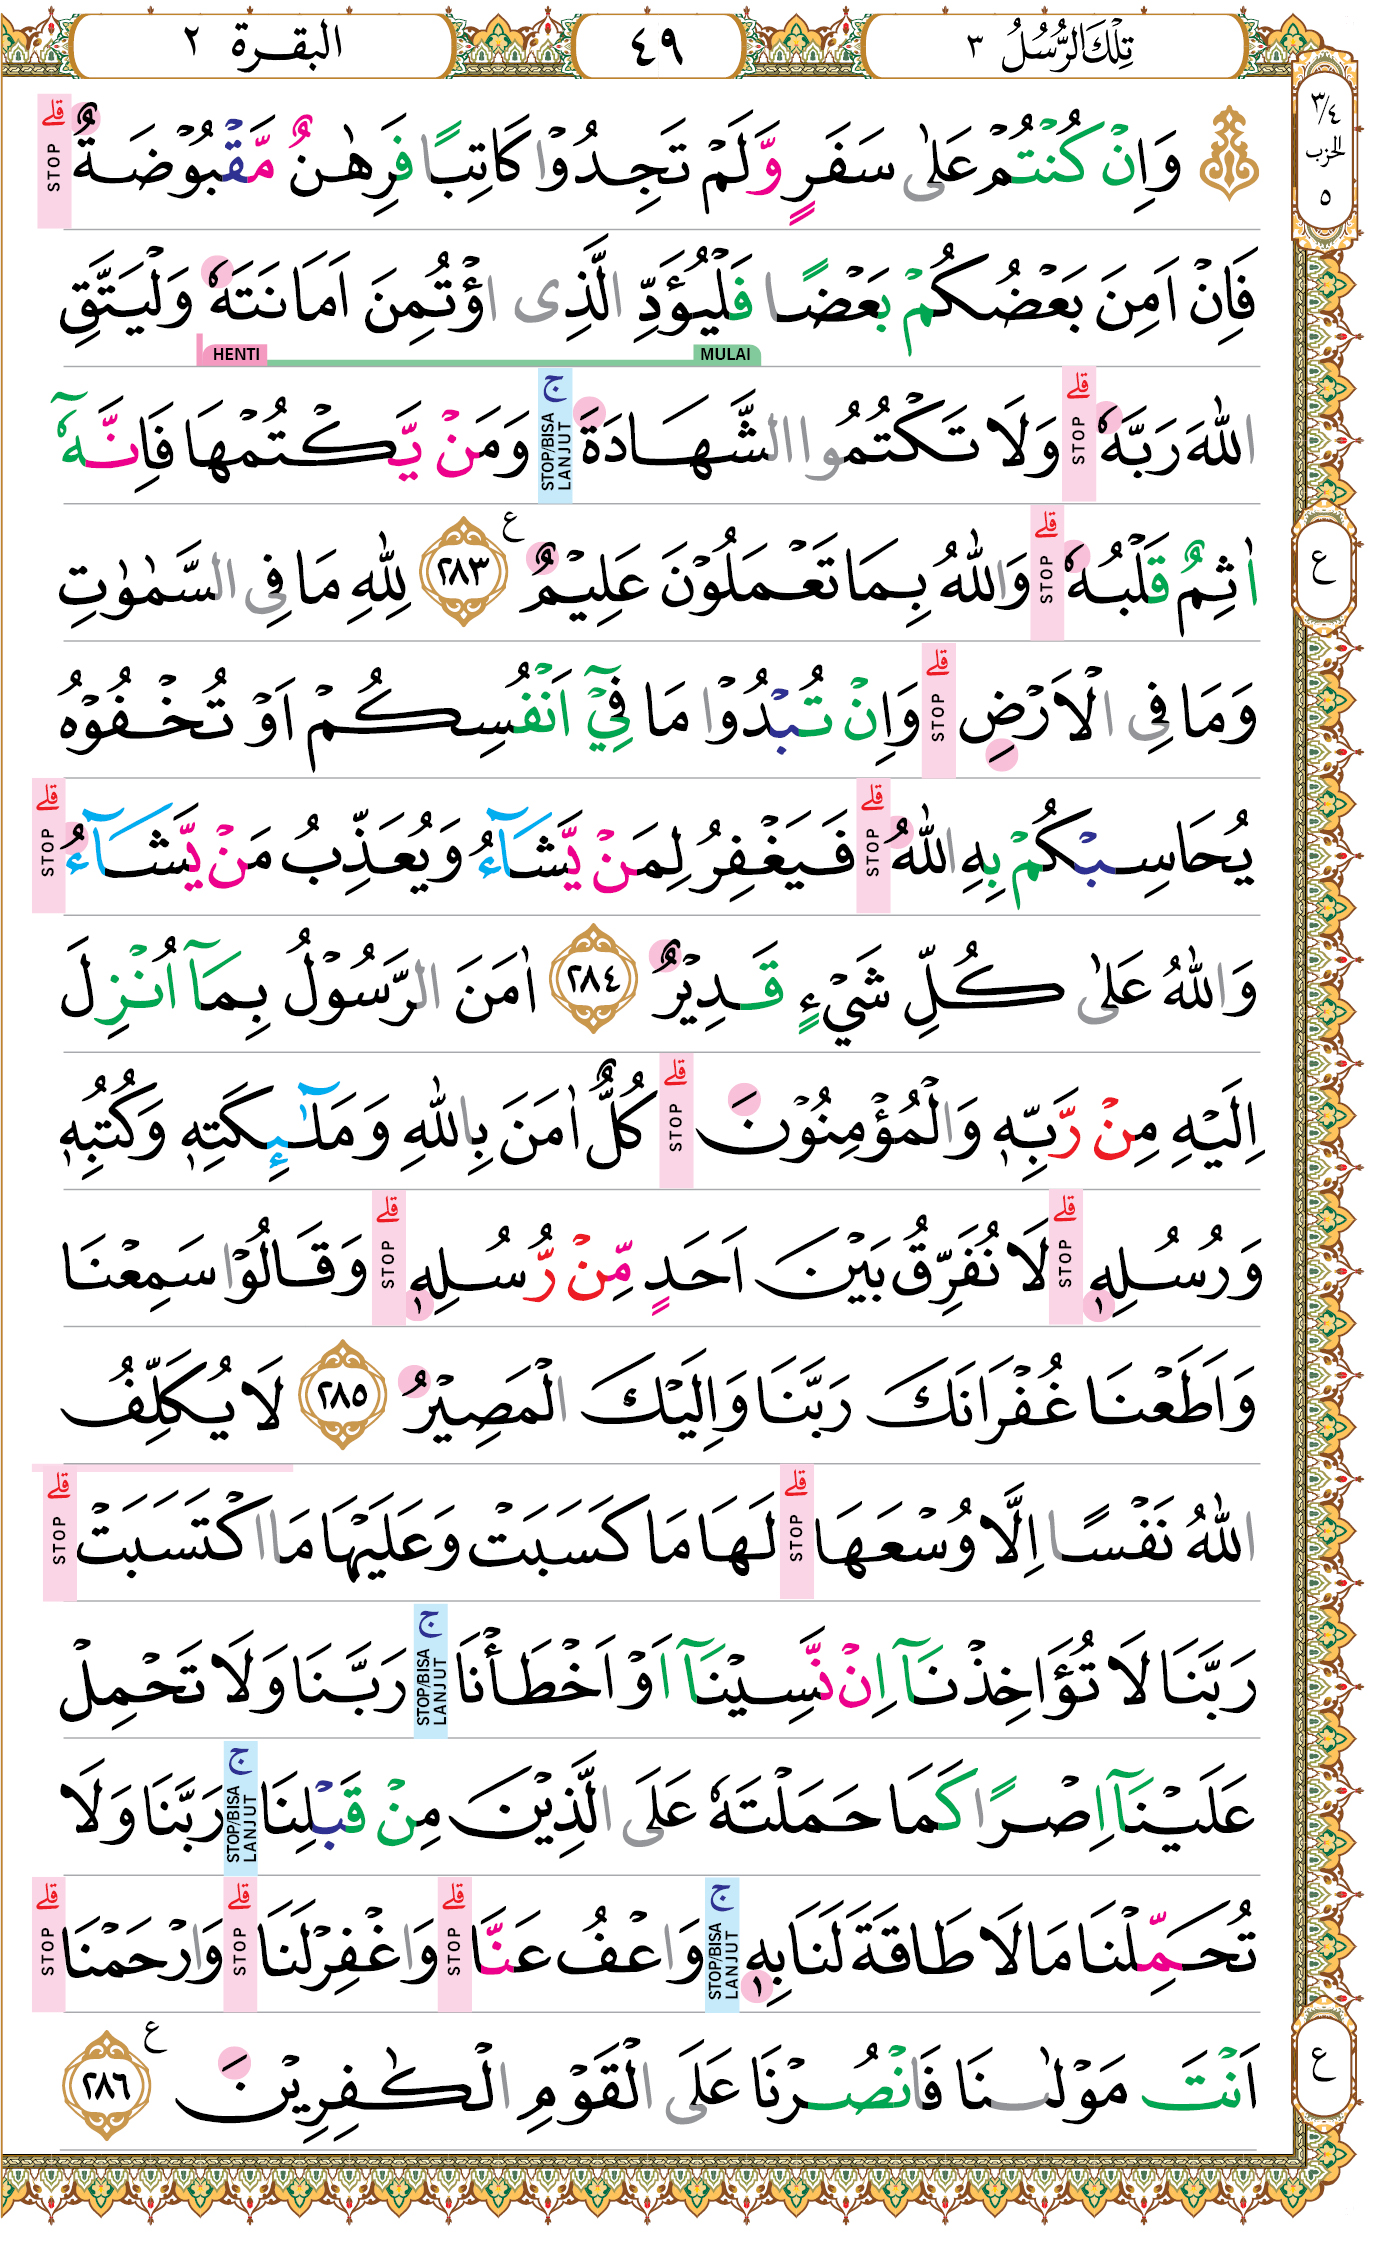 تِلْكَ الرُّسُلُ ٣
٤٩
البقرة ٢
٣/٤
الحزب
٥
وَاِنْ كُنْتُمْ عَلٰى سَفَرٍ وَّلَمْ تَجِدُوْا كَاتِبًا فَرِهٰنٌ مَّقْبُوْضَةٌ ۗ
قلے STOP
فَاِنْ اَمِنَ بَعْضُكُمْ بَعْضًا فَلْيُؤَدِّ الَّذِى اؤْتُمِنَ اَمَانَتَهٗ وَلْيَتَّقِ
MULAI HENTI
اللّٰهَ رَبَّهٗ ۗ قلے STOP وَلَا تَكْتُمُوا الشَّهَادَةَ ۚ ج STOP/BISA LANJUT وَمَنْ يَّكْتُمْهَا فَاِنَّهٗٓ
اٰثِمٌ قَلْبُهٗ ۗ قلے STOP وَاللّٰهُ بِمَا تَعْمَلُوْنَ عَلِيْمٌ ع ٢٨٣ لِلّٰهِ مَا فِى السَّمٰوٰتِ
ع
وَمَا فِى الْاَرْضِ ۗ قلے STOP وَاِنْ تُبْدُوْا مَا فِيْٓ اَنْفُسِكُمْ اَوْ تُخْفُوْهُ
يُحَاسِبْكُمْ بِهِ اللّٰهُ ۗ قلے STOP فَيَغْفِرُ لِمَنْ يَّشَاۤءُ وَيُعَذِّبُ مَنْ يَّشَاۤءُ ۗ قلے STOP
وَاللّٰهُ عَلٰى كُلِّ شَيْءٍ قَدِيْرٌ ٢٨٤ اٰمَنَ الرَّسُوْلُ بِمَآ اُنْزِلَ
اِلَيْهِ مِنْ رَّبِّهٖ وَالْمُؤْمِنُوْنَ ۗ قلے STOP كُلٌّ اٰمَنَ بِاللّٰهِ وَمَلٰۤىِٕكَتِهٖ وَكُتُبِهٖ
وَرُسُلِهٖ ۗ قلے STOP لَا نُفَرِّقُ بَيْنَ اَحَدٍ مِّنْ رُّسُلِهٖ ۗ قلے STOP وَقَالُوْا سَمِعْنَا
وَاَطَعْنَا غُفْرَانَكَ رَبَّنَا وَاِلَيْكَ الْمَصِيْرُ ٢٨٥ لَا يُكَلِّفُ
اللّٰهُ نَفْسًا اِلَّا وُسْعَهَا ۗ قلے STOP لَهَا مَا كَسَبَتْ وَعَلَيْهَا مَا اكْتَسَبَتْ ۗ قلے STOP
رَبَّنَا لَا تُؤَاخِذْنَآ اِنْ نَّسِيْنَآ اَوْ اَخْطَأْنَا ۚ ج STOP/BISA LANJUT رَبَّنَا وَلَا تَحْمِلْ
عَلَيْنَآ اِصْرًا كَمَا حَمَلْتَهٗ عَلَى الَّذِيْنَ مِنْ قَبْلِنَا ۚ ج STOP/BISA LANJUT رَبَّنَا وَلَا
تُحَمِّلْنَا مَا لَا طَاقَةَ لَنَا بِهٖ ۚ ج STOP/BISA LANJUT وَاعْفُ عَنَّا ۗ قلے STOP وَاغْفِرْ لَنَا ۗ قلے STOP وَارْحَمْنَا ۗ قلے STOP
اَنْتَ مَوْلٰىنَا فَانْصُرْنَا عَلَى الْقَوْمِ الْكٰفِرِيْنَ ع ٢٨٦
ع